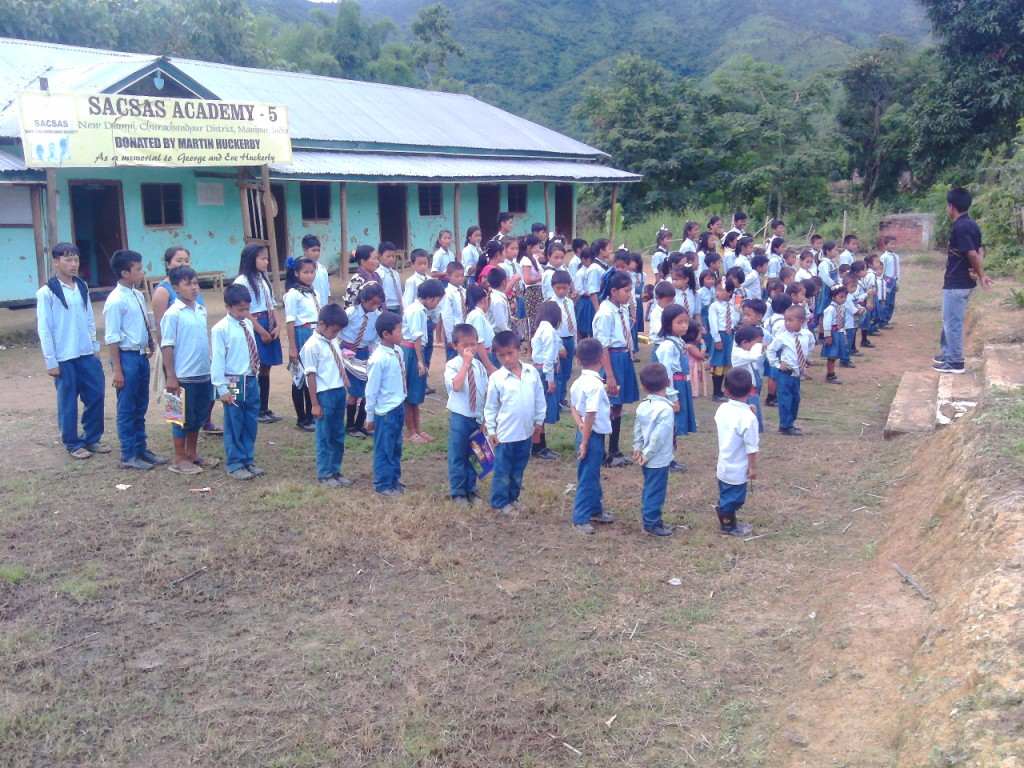 SACSAS ACADEMY - 5
SACSAS
New Dampi, Churachandpur District, Manipur, India
DONATED BY MARTIN HUCKERBY
As a memorial to George and Eve Huckerby